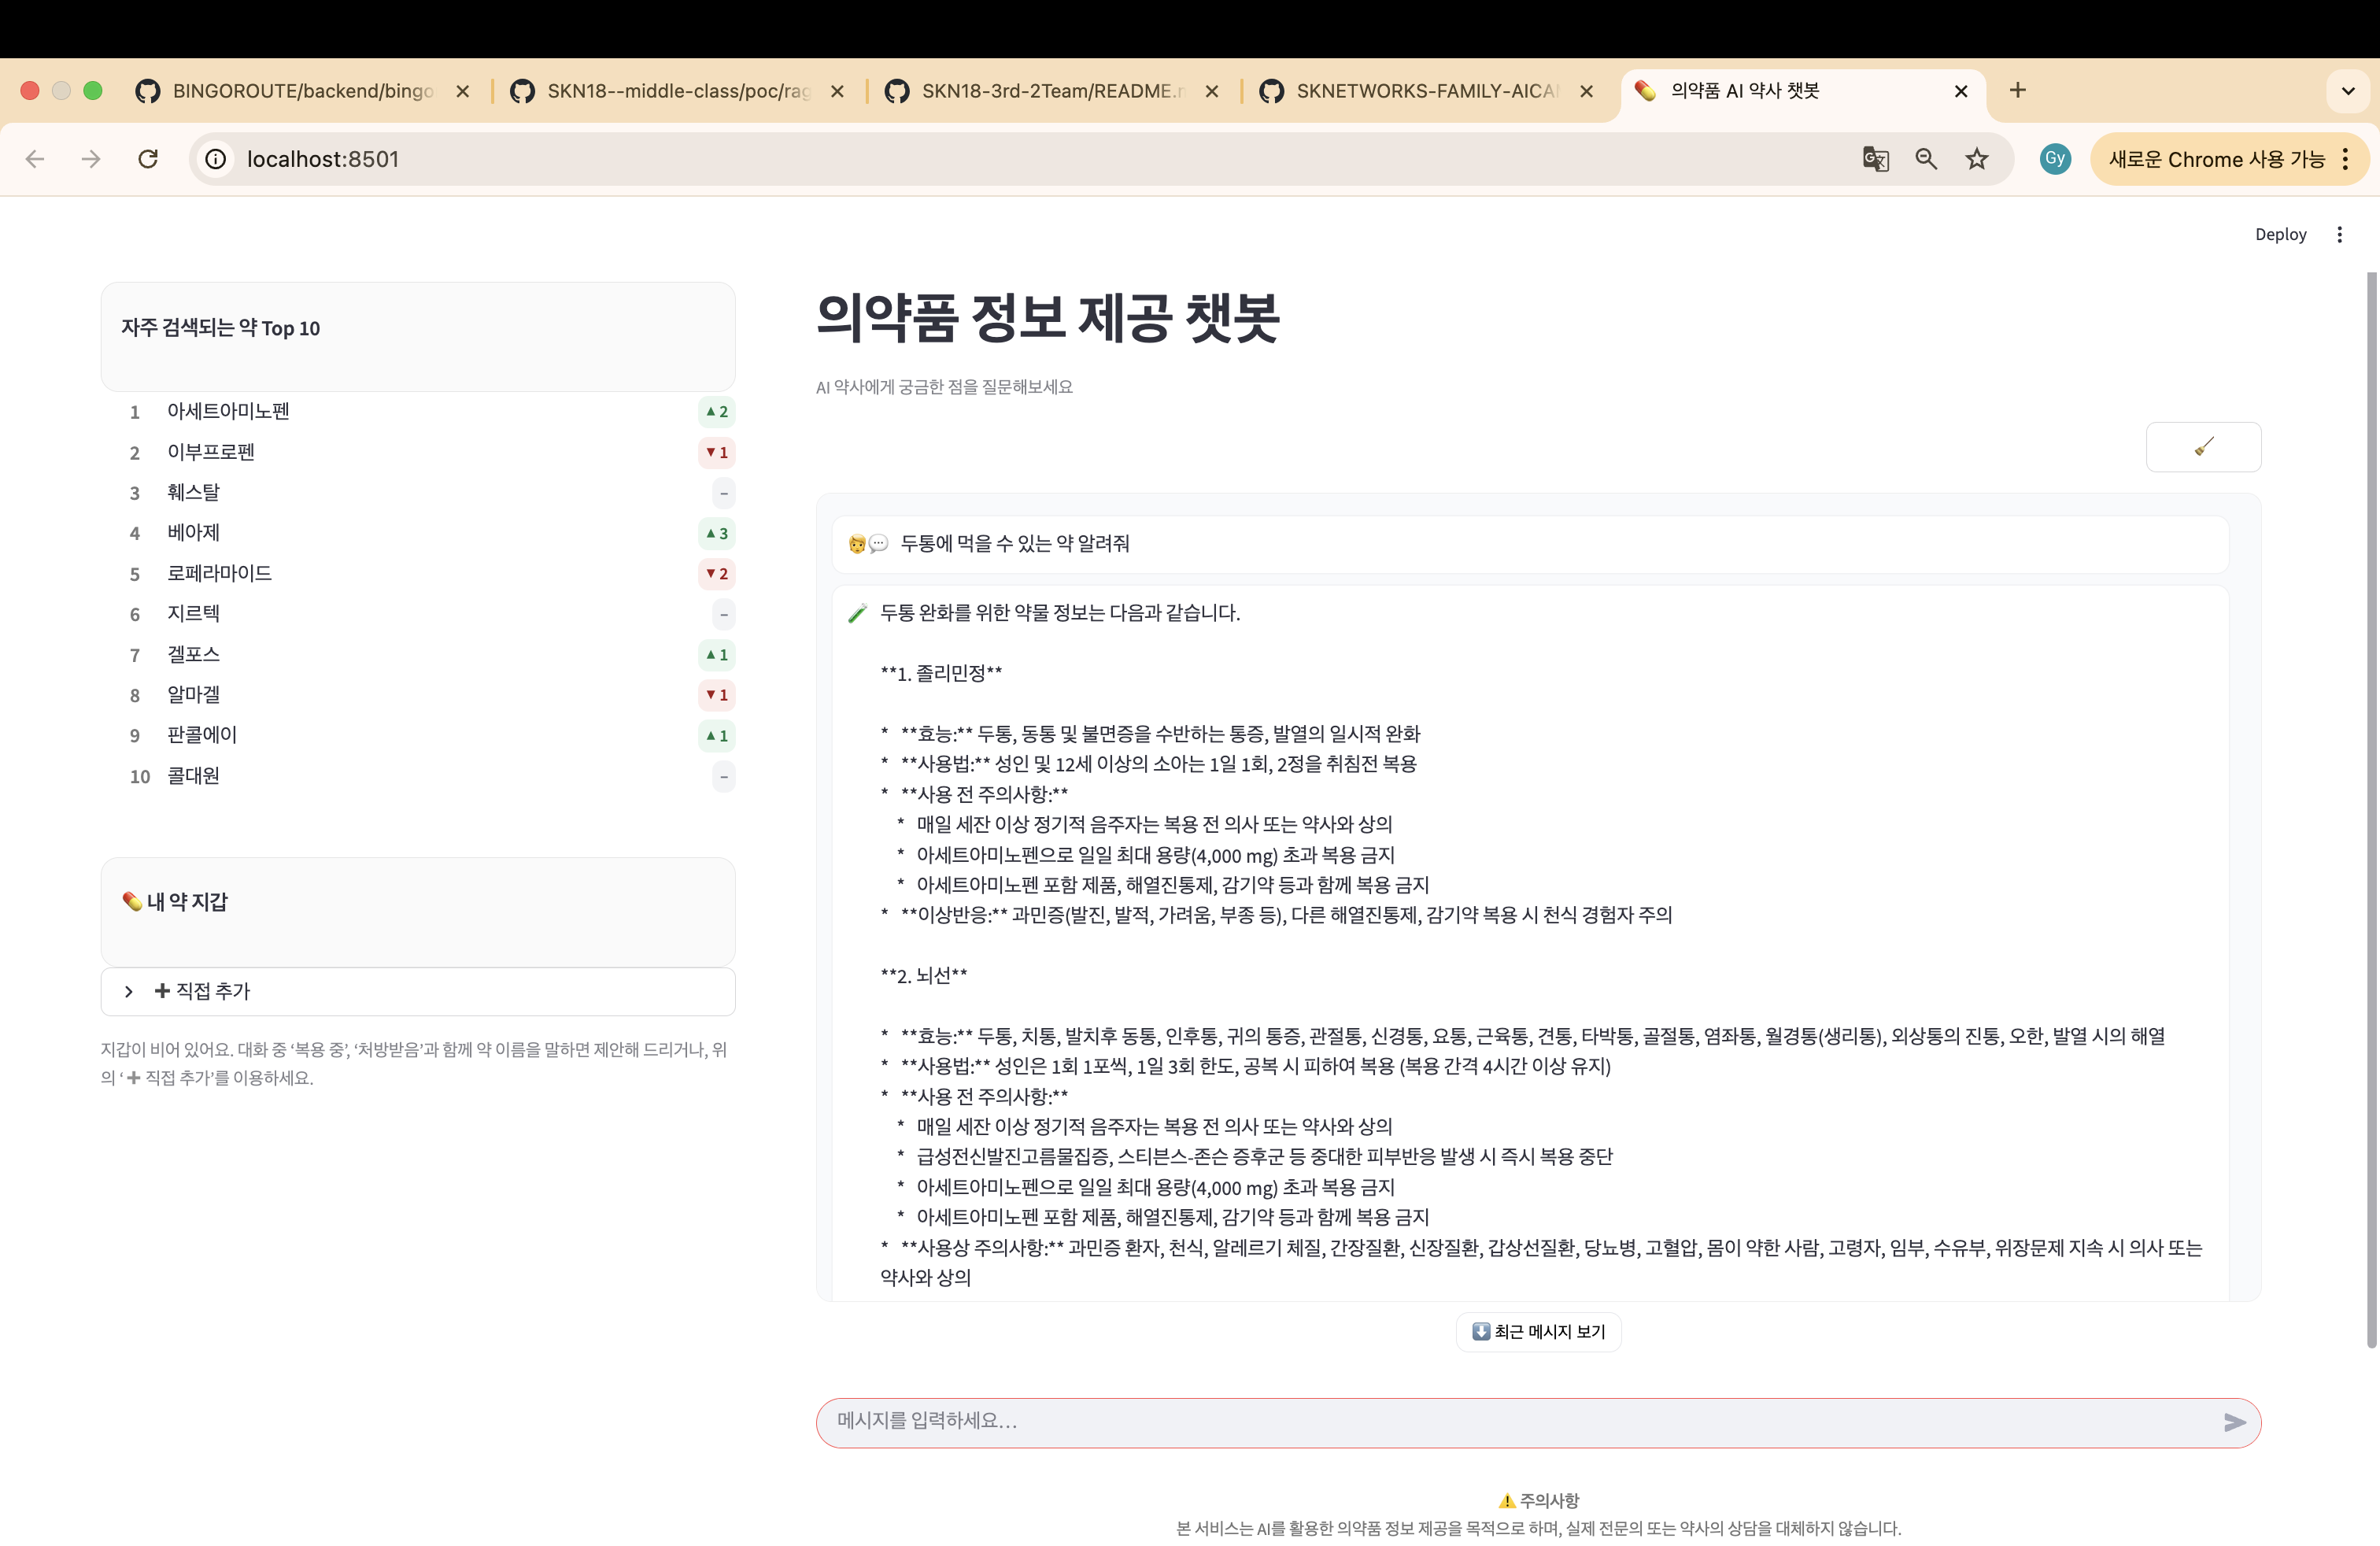 BINGOROUTE/backend/bingo
SKN18--middle-class/poc/rag
SKN18-3rd-2Team/README.m
SKNETWORKS-FAMILY-AICAM
의약품 AI 약사 챗봇
localhost:8501
Gy
새로운 Chrome 사용 가능
Deploy
자주 검색되는 약 Top 10
1 아세트아미노펜 ▲2
2 이부프로펜 ▼1
3 훼스탈 –
4 베아제 ▲3
5 로페라마이드 ▼2
6 지르텍 –
7 겔포스 ▲1
8 알마겔 ▼1
9 판콜에이 ▲1
10 콜대원 –
💊 내 약 지갑
➕ 직접 추가
지갑이 비어 있어요. 대화 중 ‘복용 중’, ‘처방받음’과 함께 약 이름을 말하면 제안해 드리거나, 위
의 ‘➕ 직접 추가’를 이용하세요.
의약품 정보 제공 챗봇
AI 약사에게 궁금한 점을 질문해보세요
두통에 먹을 수 있는 약 알려줘
두통 완화를 위한 약물 정보는 다음과 같습니다.
**1. 졸리민정**
* **효능:** 두통, 동통 및 불면증을 수반하는 통증, 발열의 일시적 완화
* **사용법:** 성인 및 12세 이상의 소아는 1일 1회, 2정을 취침전 복용
* **사용 전 주의사항:**
* 매일 세잔 이상 정기적 음주자는 복용 전 의사 또는 약사와 상의
* 아세트아미노펜으로 일일 최대 용량(4,000 mg) 초과 복용 금지
* 아세트아미노펜 포함 제품, 해열진통제, 감기약 등과 함께 복용 금지
* **이상반응:** 과민증(발진, 발적, 가려움, 부종 등), 다른 해열진통제, 감기약 복용 시 천식 경험자 주의
**2. 뇌선**
* **효능:** 두통, 치통, 발치후 동통, 인후통, 귀의 통증, 관절통, 신경통, 요통, 근육통, 견통, 타박통, 골절통, 염좌통, 월경통(생리통), 외상통의 진통, 오한, 발열 시의 해열
* **사용법:** 성인은 1회 1포씩, 1일 3회 한도, 공복 시 피하여 복용 (복용 간격 4시간 이상 유지)
* **사용 전 주의사항:**
* 매일 세잔 이상 정기적 음주자는 복용 전 의사 또는 약사와 상의
* 급성전신발진고름물집증, 스티븐스-존슨 증후군 등 중대한 피부반응 발생 시 즉시 복용 중단
* 아세트아미노펜으로 일일 최대 용량(4,000 mg) 초과 복용 금지
* 아세트아미노펜 포함 제품, 해열진통제, 감기약 등과 함께 복용 금지
* **사용상 주의사항:** 과민증 환자, 천식, 알레르기 체질, 간장질환, 신장질환, 갑상선질환, 당뇨병, 고혈압, 몸이 약한 사람, 고령자, 임부, 수유부, 위장문제 지속 시 의사 또는
약사와 상의
⬇️ 최근 메시지 보기
메시지를 입력하세요...
⚠️ 주의사항
본 서비스는 AI를 활용한 의약품 정보 제공을 목적으로 하며, 실제 전문의 또는 약사의 상담을 대체하지 않습니다.